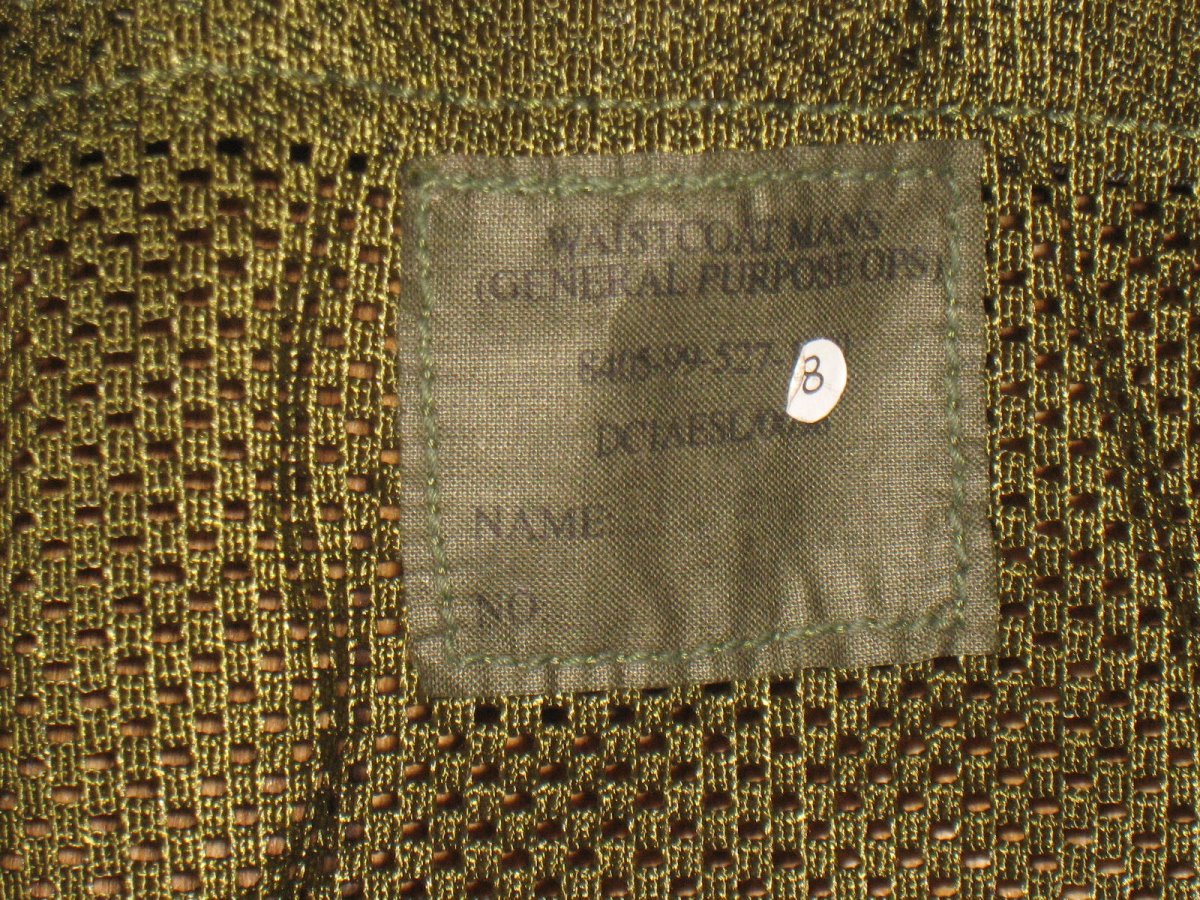 WAISTCOAT MANS
(GENERAL PURPOSE OPS)
8405-99-527
8
NAME
NO